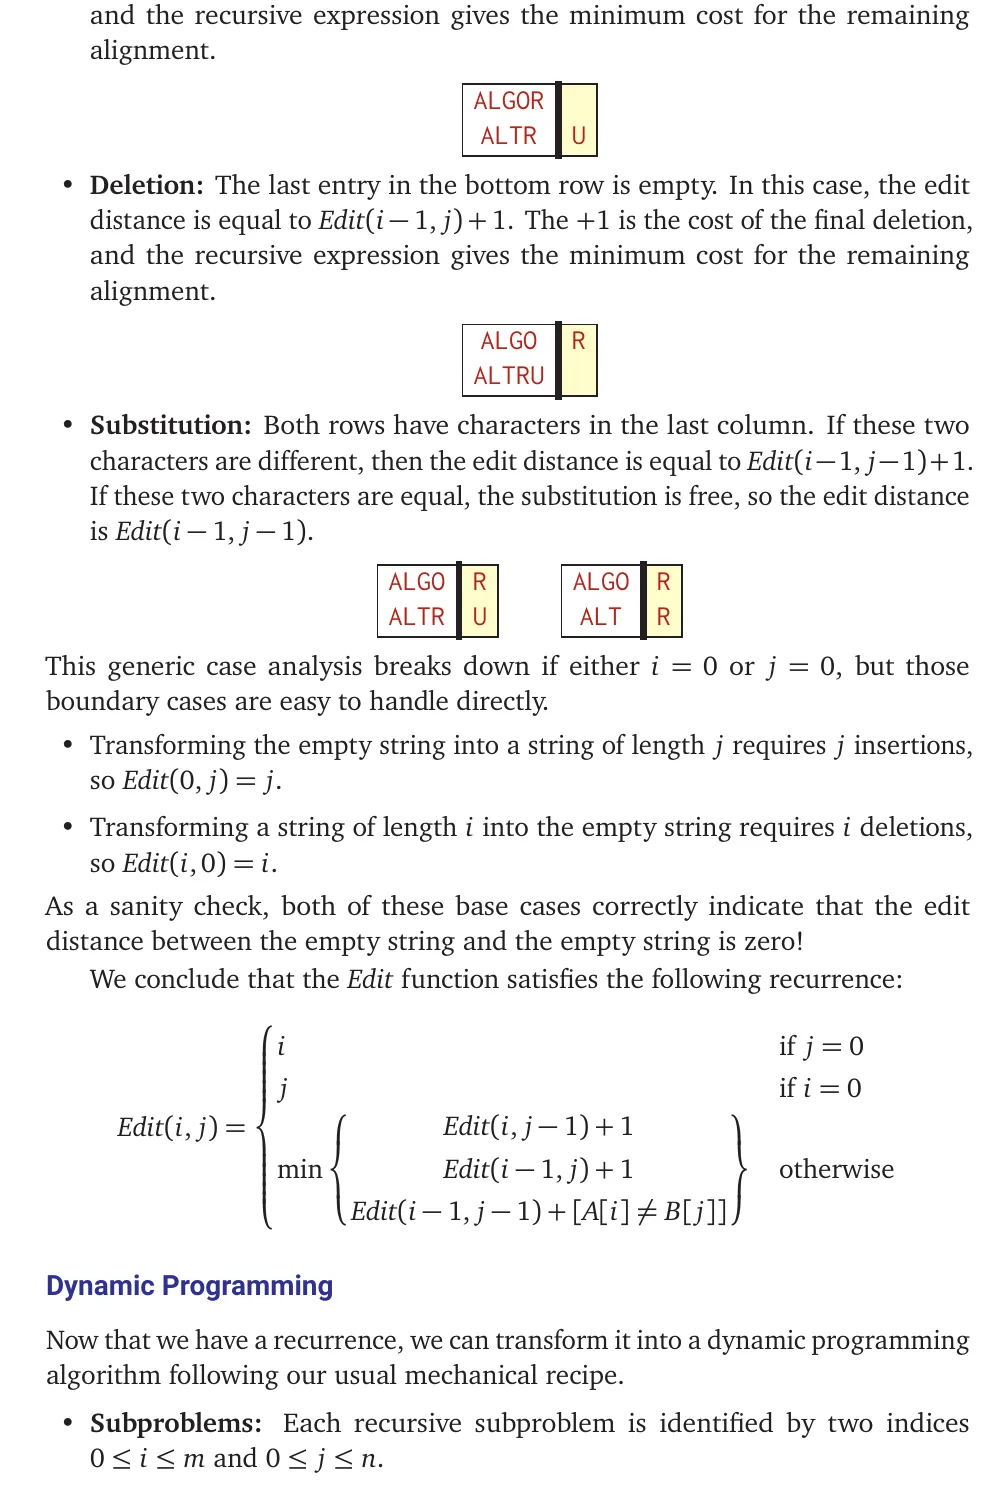 and the recursive expression gives the minimum cost for the remaining
alignment.
ALGOR
ALTR U
• Deletion: The last entry in the bottom row is empty. In this case, the edit
distance is equal to Edit(i − 1, j) + 1. The +1 is the cost of the final deletion,
and the recursive expression gives the minimum cost for the remaining
alignment.
ALGO R
ALTRU
• Substitution: Both rows have characters in the last column. If these two
characters are different, then the edit distance is equal to Edit(i−1, j−1)+1.
If these two characters are equal, the substitution is free, so the edit distance
is Edit(i − 1, j − 1).
ALGO R ALGO R
ALTR U ALT R
This generic case analysis breaks down if either i = 0 or j = 0, but those
boundary cases are easy to handle directly.
• Transforming the empty string into a string of length j requires j insertions,
so Edit(0, j) = j.
• Transforming a string of length i into the empty string requires i deletions,
so Edit(i, 0) = i.
As a sanity check, both of these base cases correctly indicate that the edit
distance between the empty string and the empty string is zero!
We conclude that the Edit function satisfies the following recurrence:
i if j = 0
j if i = 0
Edit(i, j) =
Edit(i, j − 1) + 1
min Edit(i − 1, j) + 1 otherwise
Edit(i − 1, j − 1) + [A[i] ≠ B[j]]
Dynamic Programming
Now that we have a recurrence, we can transform it into a dynamic programming
algorithm following our usual mechanical recipe.
• Subproblems: Each recursive subproblem is identified by two indices
0 ≤ i ≤ m and 0 ≤ j ≤ n.